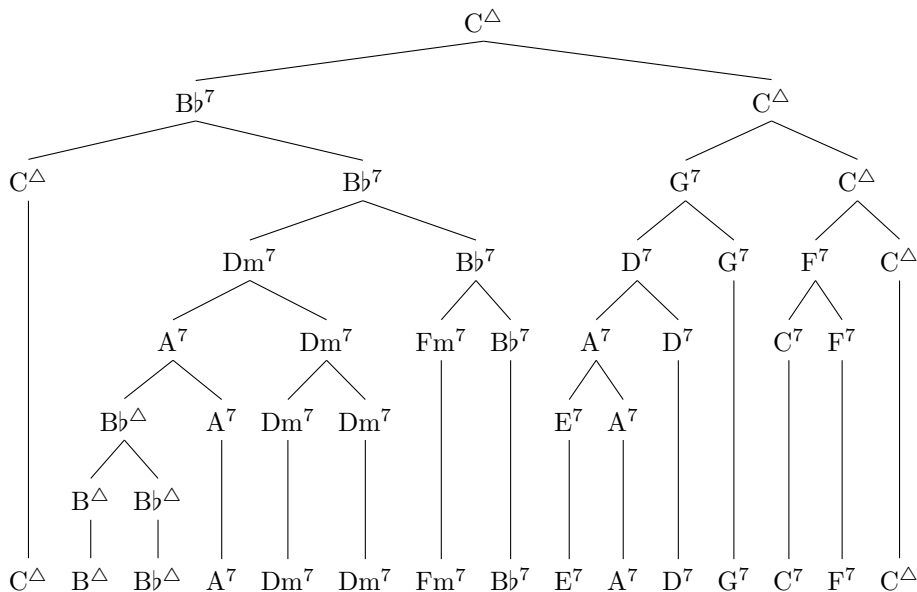 C△
B♭7 C△
C△ B♭7 G7 C△
Dm7 B♭7 D7 G7 F7 C△
A7 Dm7 Fm7 B♭7 A7 D7 C7 F7
B♭△ A7 Dm7 Dm7 E7 A7
B△ B♭△
C△ B△ B♭△ A7 Dm7 Dm7 Fm7 B♭7 E7 A7 D7 G7 C7 F7 C△